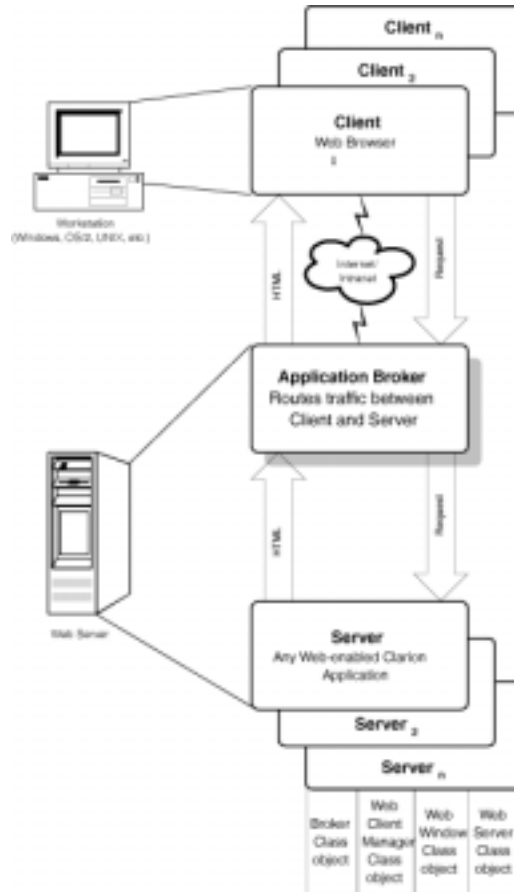 Client n
Client 2
Client
Web Browser
Workstation
(Windows, OS/2, UNIX, etc.)
Internet/
Intranet
HTML
Request
Application Broker
Routes traffic between
Client and Server
HTML
Request
Web Server
Server
Any Web-enabled Clarion
Application
Server 2
Server n
Broker
Class
object
Web
Client
Manager
Class
object
Web
Window
Class
object
Web
Server
Class
object